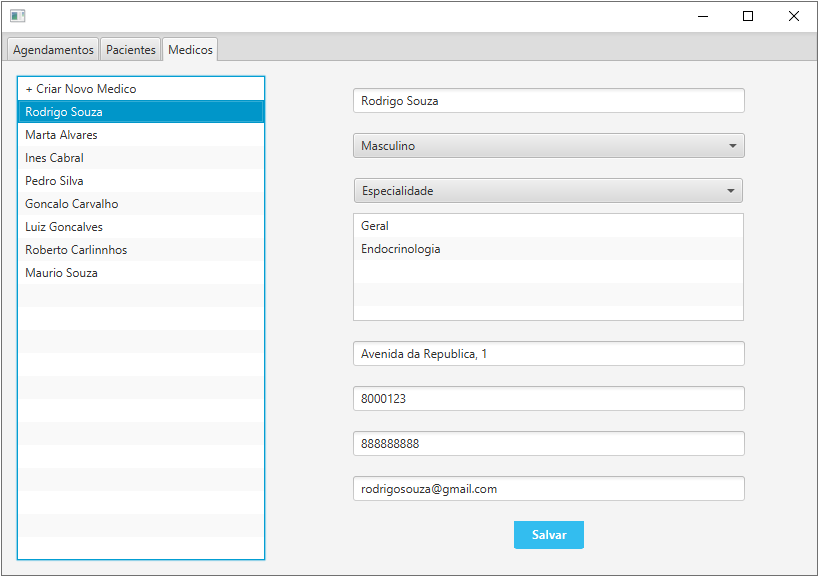 Agendamentos Pacientes Medicos
+ Criar Novo Medico
Rodrigo Souza
Marta Alvares
Ines Cabral
Pedro Silva
Goncalo Carvalho
Luiz Goncalves
Roberto Carlinnhos
Maurio Souza
Rodrigo Souza
Masculino
Especialidade
Geral
Endocrinologia
Avenida da Republica, 1
8000123
888888888
rodrigosouza@gmail.com
Salvar